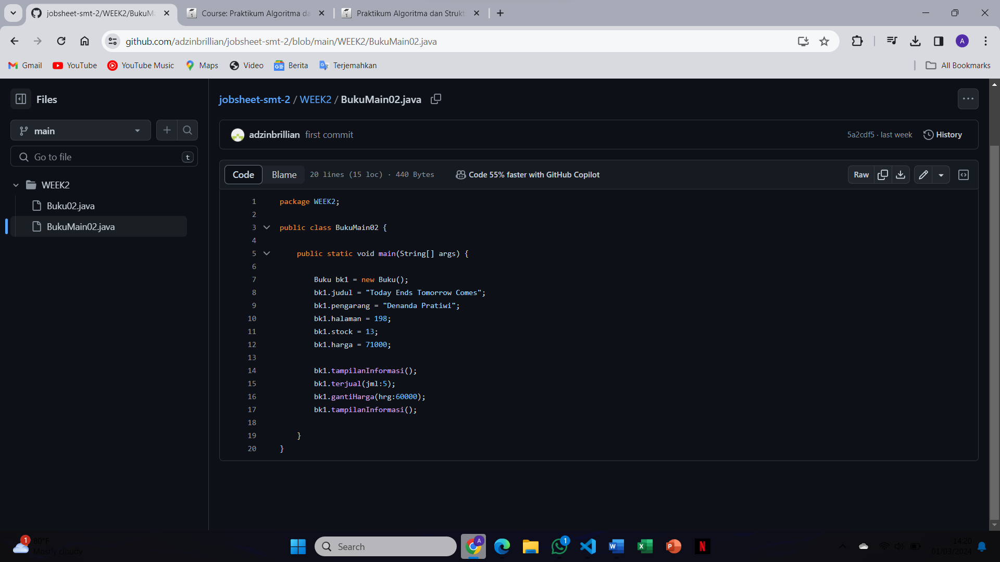 jobsheet-smt-2/WEEK2/BukuMa
Course: Praktikum Algoritma da
Praktikum Algoritma dan Strukt
github.com/adzinbrillian/jobsheet-smt-2/blob/main/WEEK2/BukuMain02.java
A
Gmail
YouTube
YouTube Music
Maps
Video
Berita
Terjemahkan
All Bookmarks
Files
jobsheet-smt-2 / WEEK2 / BukuMain02.java
main
adzinbrillian first commit
5a2cdf5 · last week
History
Go to file
t
Code
Blame
20 lines (15 loc) · 440 Bytes
Code 55% faster with GitHub Copilot
Raw
WEEK2
Buku02.java
BukuMain02.java
1 package WEEK2;
2
3 public class BukuMain02 {
4
5 public static void main(String[] args) {
6
7 Buku bk1 = new Buku();
8 bk1.judul = "Today Ends Tomorrow Comes";
9 bk1.pengarang = "Denanda Pratiwi";
10 bk1.halaman = 198;
11 bk1.stock = 13;
12 bk1.harga = 71000;
13
14 bk1.tampilanInformasi();
15 bk1.terjual(jml:5);
16 bk1.gantiHarga(hrg:60000);
17 bk1.tampilanInformasi();
18
19 }
20 }
1
80°F
Mostly cloudy
Search
A
1
W
X
P
N
14:20
01/03/2024